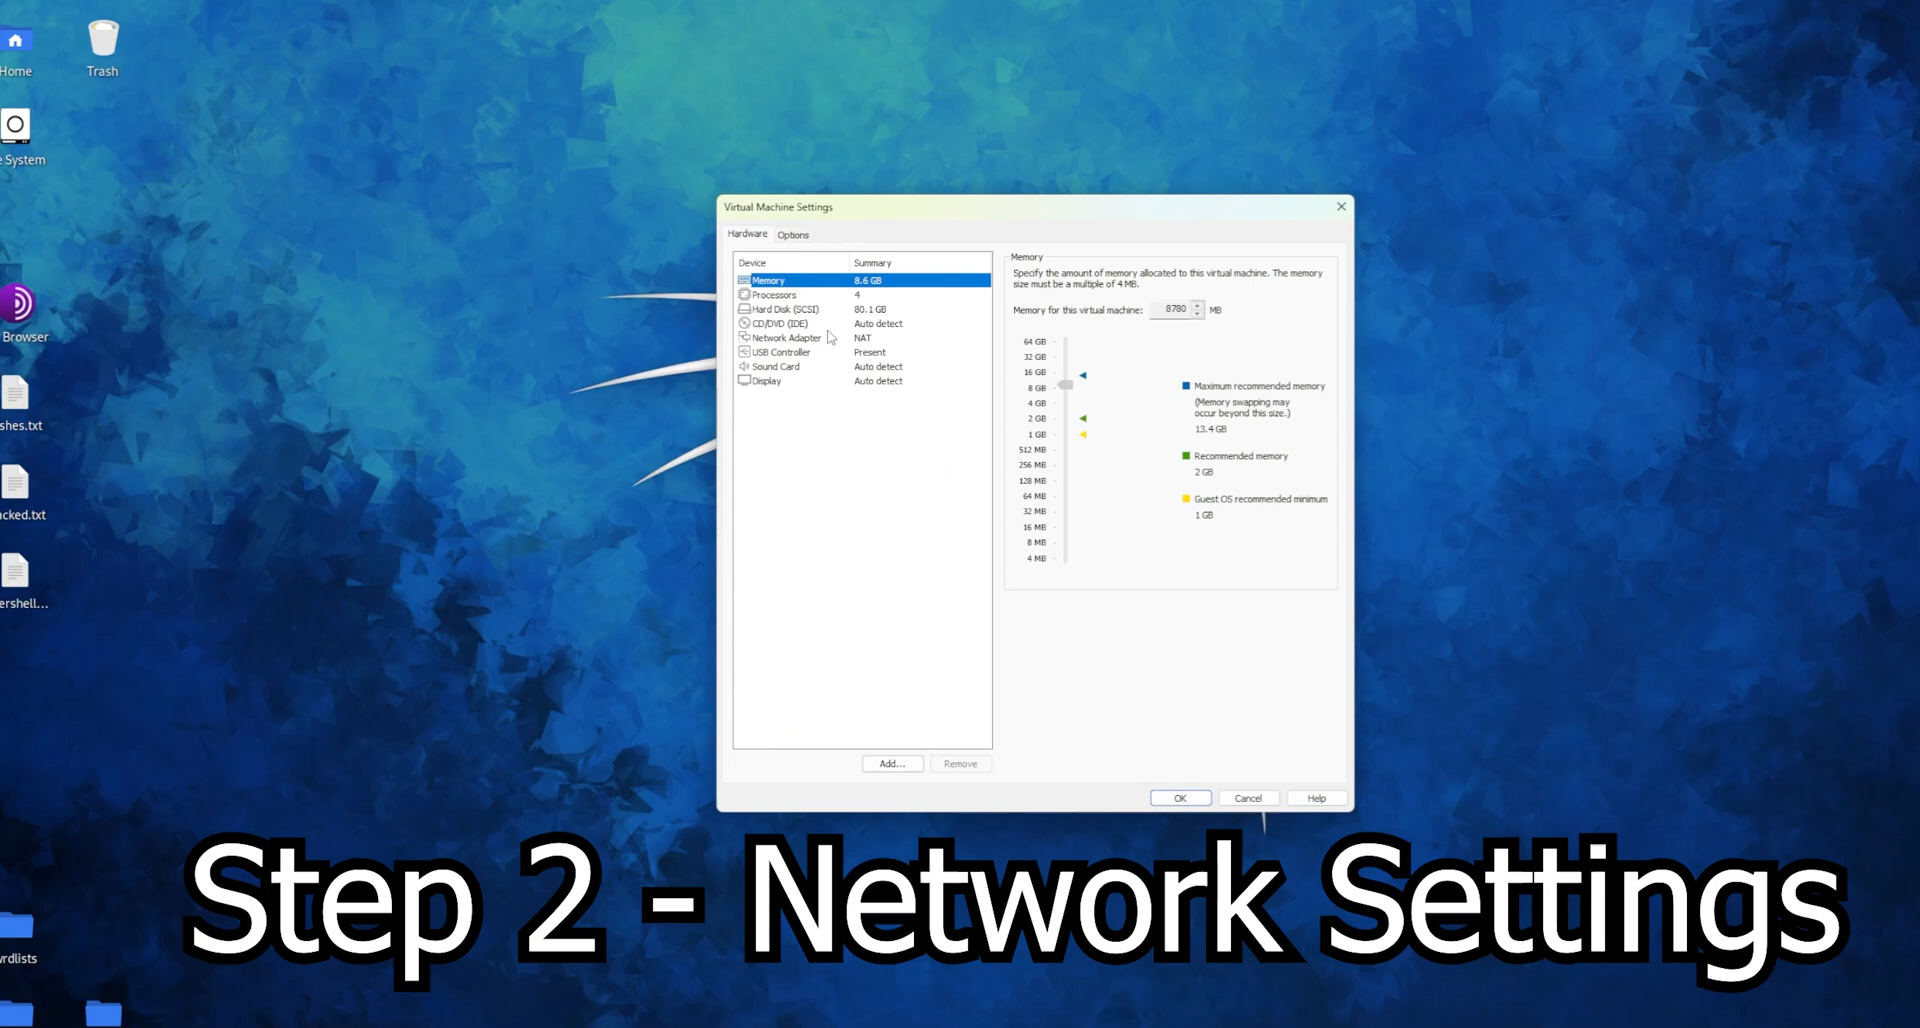 Home
Trash
System
Browser
shes.txt
cked.txt
ershell...
rdlists
Virtual Machine Settings
Hardware
Options
Device Summary
Memory 8.6 GB
Processors 4
Hard Disk (SCSI) 80.1 GB
CD/DVD (IDE) Auto detect
Network Adapter NAT
USB Controller Present
Sound Card Auto detect
Display Auto detect
Add...
Remove
Memory
Specify the amount of memory allocated to this virtual machine. The memory
size must be a multiple of 4 MB.
Memory for this virtual machine: 8780 MB
64 GB
32 GB
16 GB
8 GB
4 GB
2 GB
1 GB
512 MB
256 MB
128 MB
64 MB
32 MB
16 MB
8 MB
4 MB
Maximum recommended memory
(Memory swapping may
occur beyond this size.)
13.4 GB
Recommended memory
2 GB
Guest OS recommended minimum
1 GB
OK
Cancel
Help
Step 2 - Network Settings